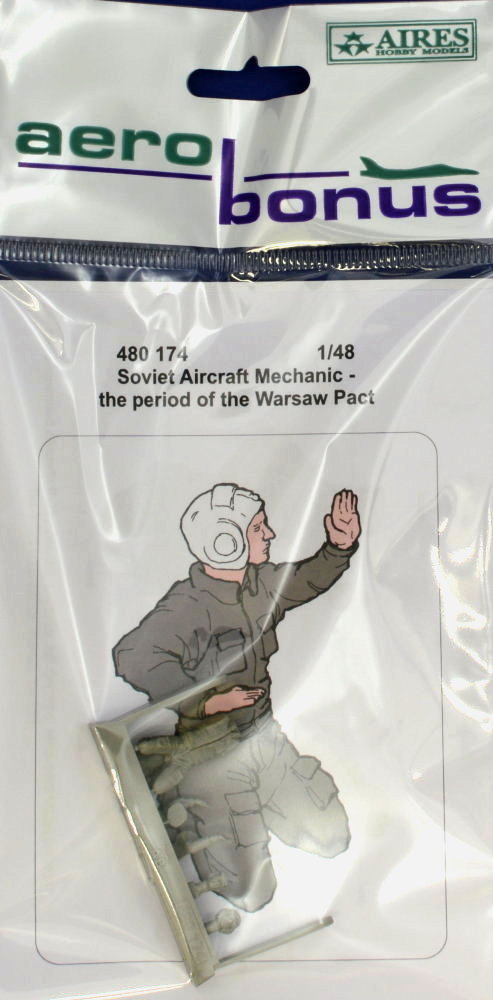 AIRES
HOBBY MODELS
aero
bonus
480 174 1/48
Soviet Aircraft Mechanic -
the period of the Warsaw Pact